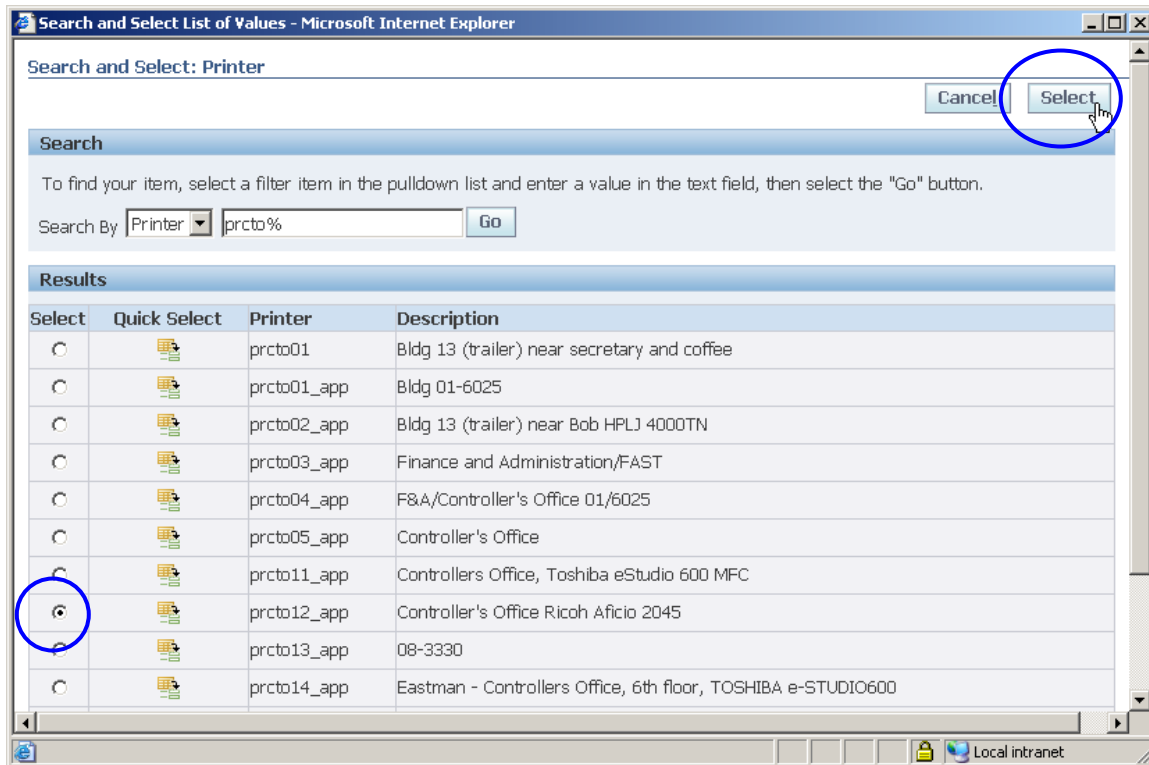 Search and Select List of Values - Microsoft Internet Explorer
Search and Select: Printer
Cancel Select
Search
To find your item, select a filter item in the pulldown list and enter a value in the text field, then select the "Go" button.
Search By Printer prcto% Go
Results
Select Quick Select Printer Description
prcto01 Bldg 13 (trailer) near secretary and coffee
prcto01_app Bldg 01-6025
prcto02_app Bldg 13 (trailer) near Bob HPLJ 4000TN
prcto03_app Finance and Administration/FAST
prcto04_app F&A/Controller's Office 01/6025
prcto05_app Controller's Office
prcto11_app Controllers Office, Toshiba eStudio 600 MFC
prcto12_app Controller's Office Ricoh Aficio 2045
prcto13_app 08-3330
prcto14_app Eastman - Controllers Office, 6th floor, TOSHIBA e-STUDIO600
Local intranet